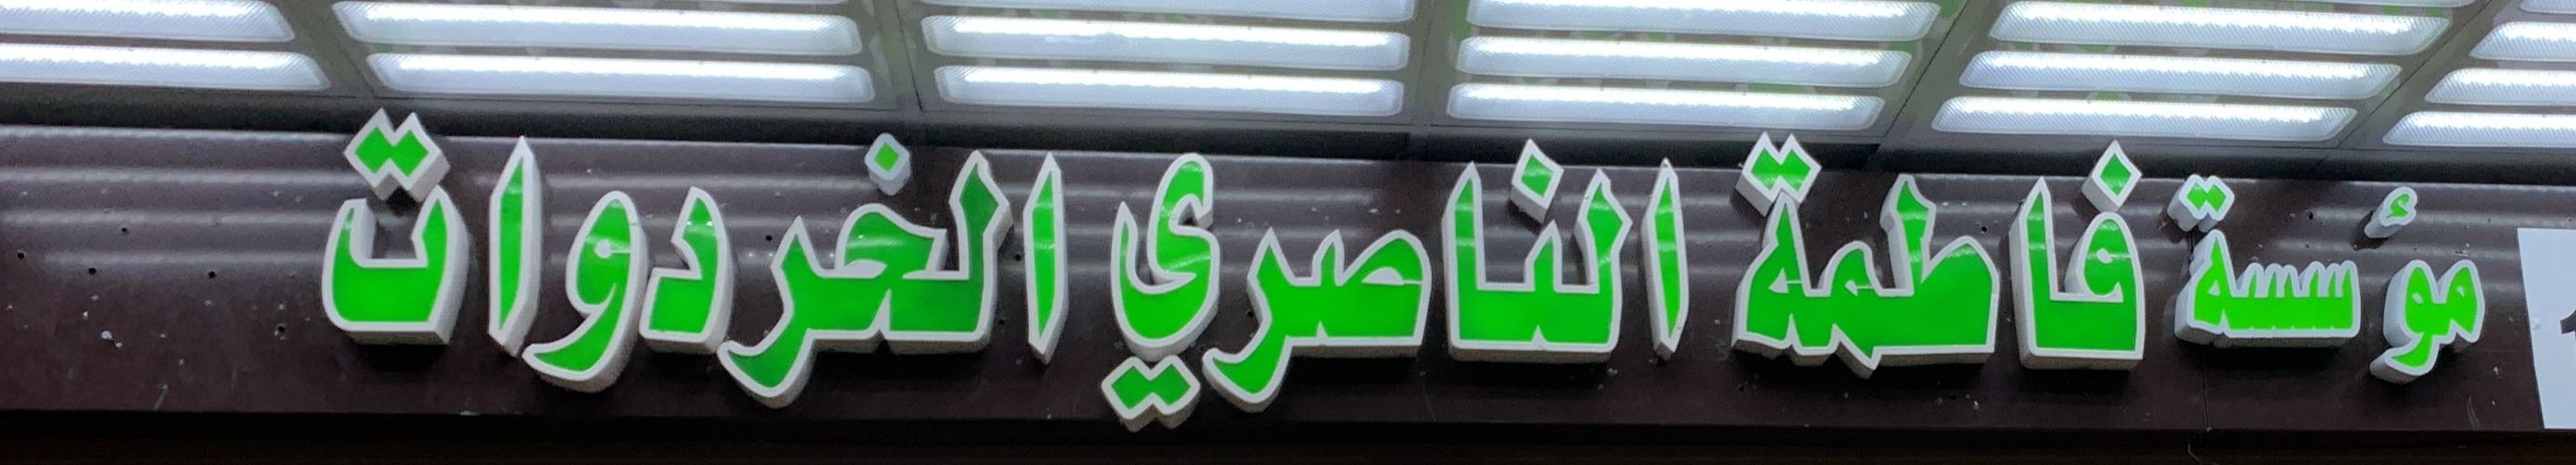 مؤسسة فاطمة الناصري الخردوات